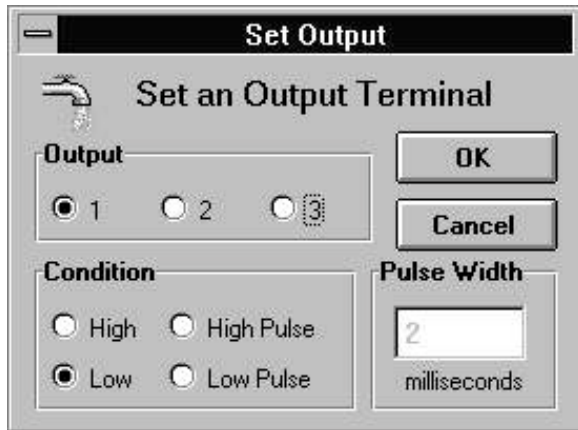 Set Output
Set an Output Terminal
Output
1 2 3
OK
Cancel
Condition
High High Pulse
Low Low Pulse
Pulse Width
2
milliseconds